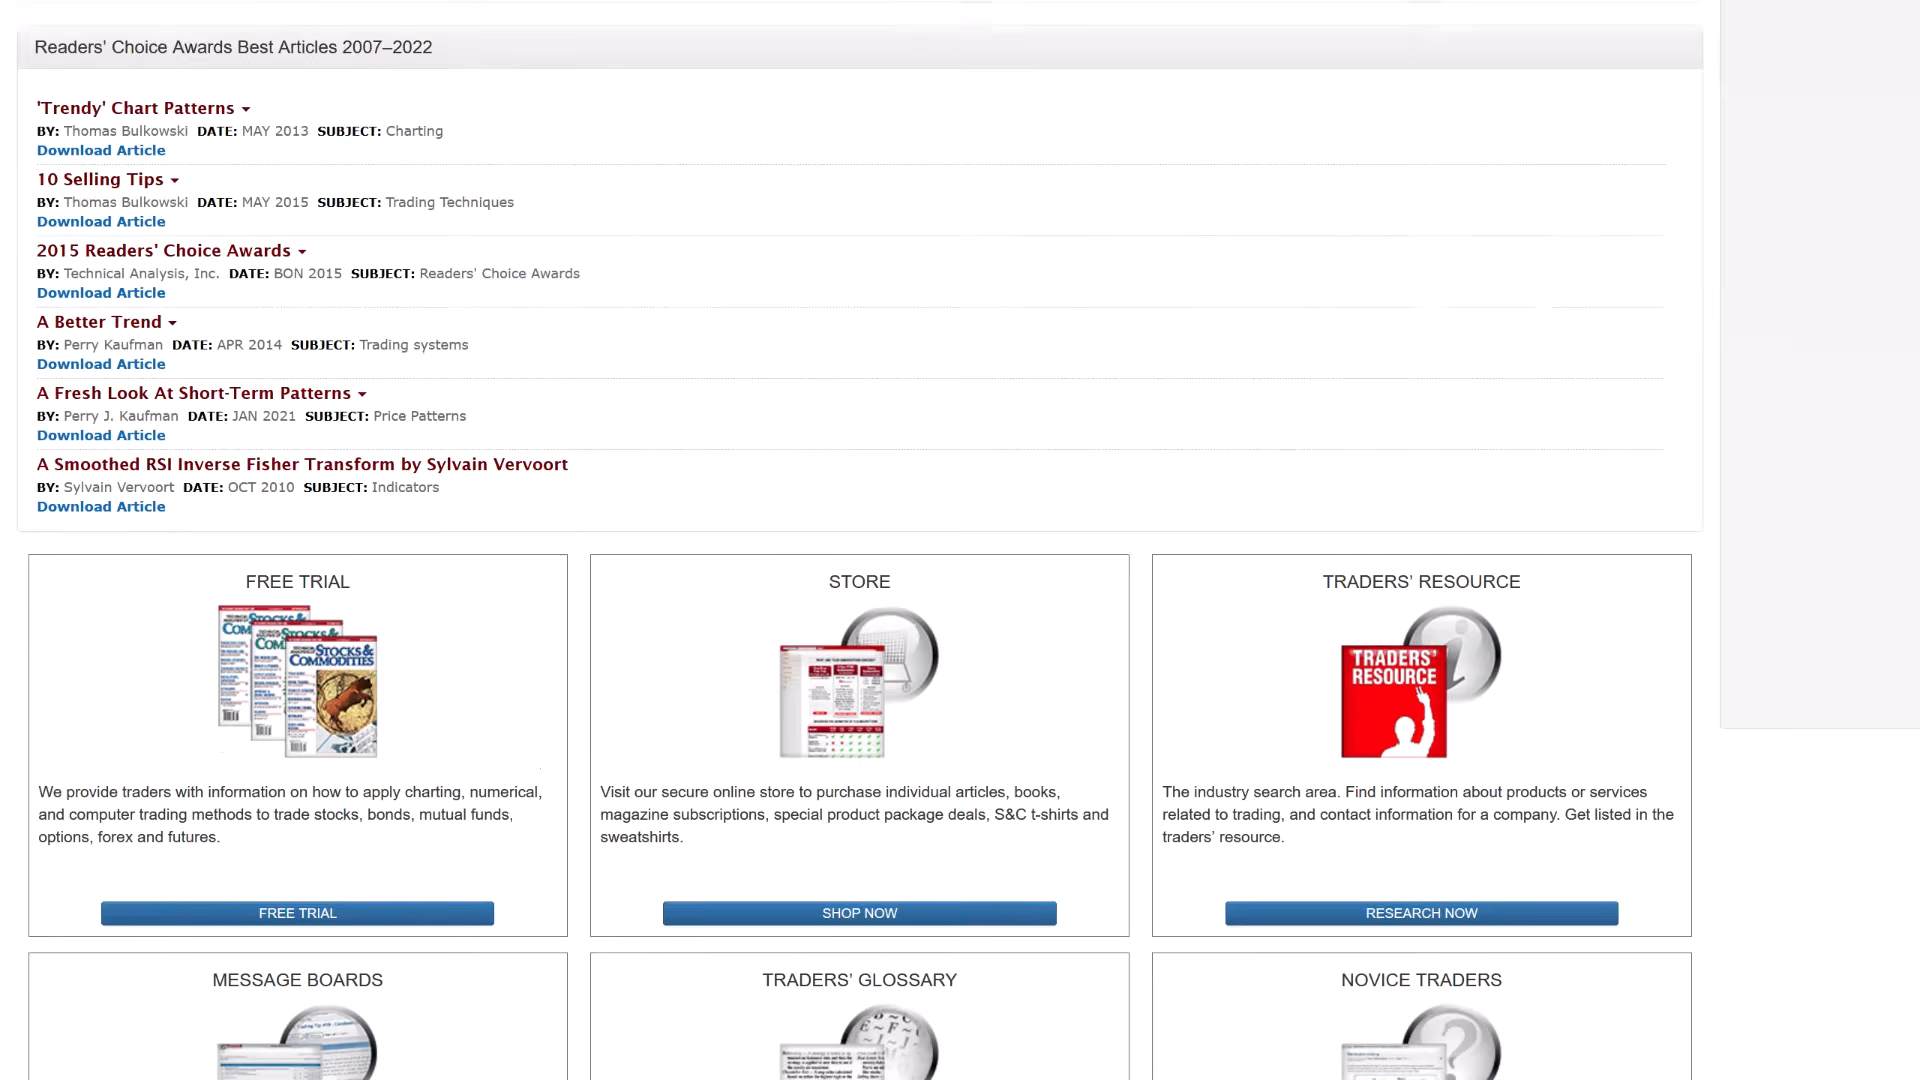 Readers’ Choice Awards Best Articles 2007–2022
'Trendy' Chart Patterns
BY: Thomas Bulkowski DATE: MAY 2013 SUBJECT: Charting
Download Article
10 Selling Tips
BY: Thomas Bulkowski DATE: MAY 2015 SUBJECT: Trading Techniques
Download Article
2015 Readers' Choice Awards
BY: Technical Analysis, Inc. DATE: BON 2015 SUBJECT: Readers' Choice Awards
Download Article
A Better Trend
BY: Perry Kaufman DATE: APR 2014 SUBJECT: Trading systems
Download Article
A Fresh Look At Short-Term Patterns
BY: Perry J. Kaufman DATE: JAN 2021 SUBJECT: Price Patterns
Download Article
A Smoothed RSI Inverse Fisher Transform by Sylvain Vervoort
BY: Sylvain Vervoort DATE: OCT 2010 SUBJECT: Indicators
Download Article
FREE TRIAL
STOCKS &
COMMODITIES
We provide traders with information on how to apply charting, numerical,
and computer trading methods to trade stocks, bonds, mutual funds,
options, forex and futures.
FREE TRIAL
STORE
Visit our secure online store to purchase individual articles, books,
magazine subscriptions, special product package deals, S&C t-shirts and
sweatshirts.
SHOP NOW
TRADERS’ RESOURCE
TRADERS'
RESOURCE
The industry search area. Find information about products or services
related to trading, and contact information for a company. Get listed in the
traders’ resource.
RESEARCH NOW
MESSAGE BOARDS
TRADERS’ GLOSSARY
NOVICE TRADERS